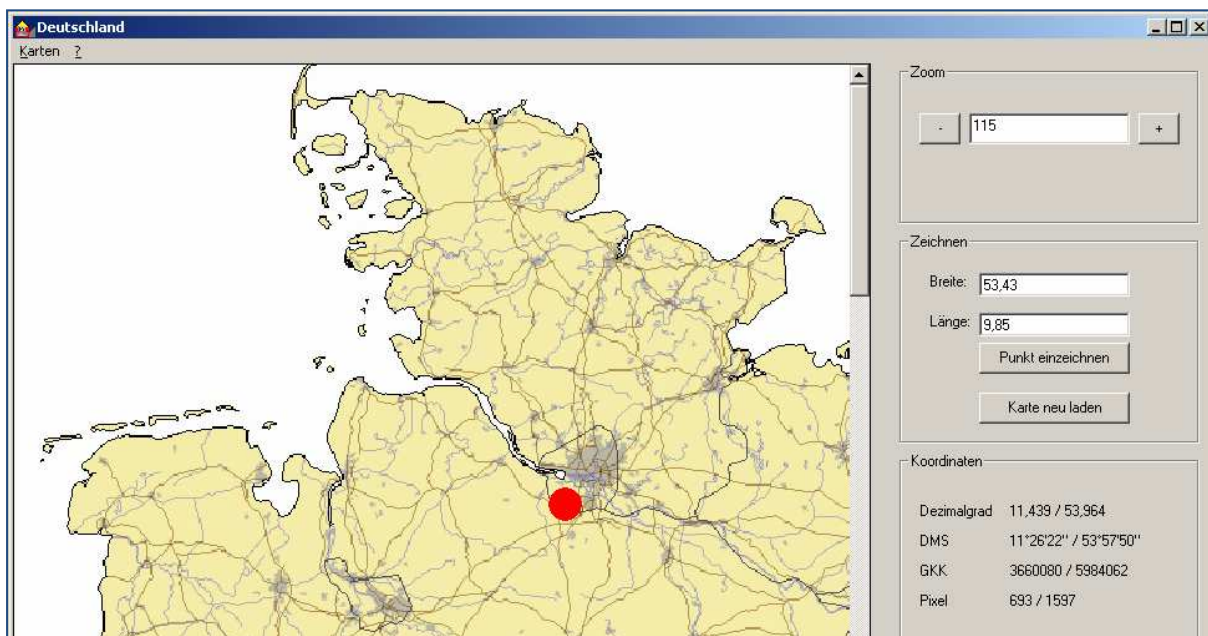 Deutschland
Karten ?
Zoom
-
115
+
Zeichnen
Breite: 53,43
Länge: 9,85
Punkt einzeichnen
Karte neu laden
Koordinaten
Dezimalgrad 11,439 / 53,964
DMS 11°26'22'' / 53°57'50''
GKK 3660080 / 5984062
Pixel 693 / 1597